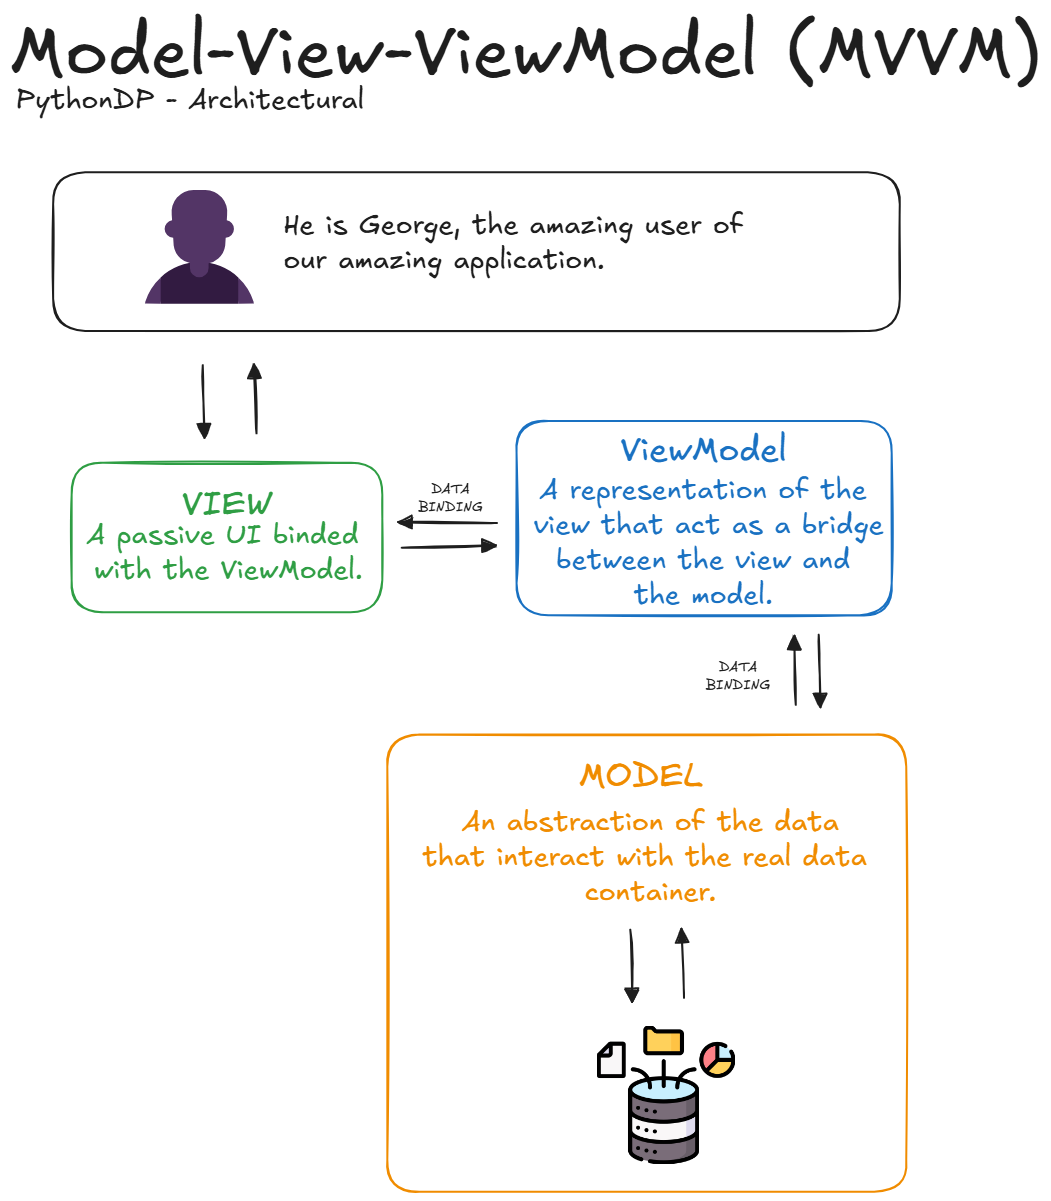 Model-View-ViewModel (MVVM)
PythonDP - Architectural
He is George, the amazing user of
our amazing application.
VIEW
A passive UI binded
with the ViewModel.
DATA
BINDING
ViewModel
A representation of the
view that act as a bridge
between the view and
the model.
DATA
BINDING
MODEL
An abstraction of the data
that interact with the real data
container.